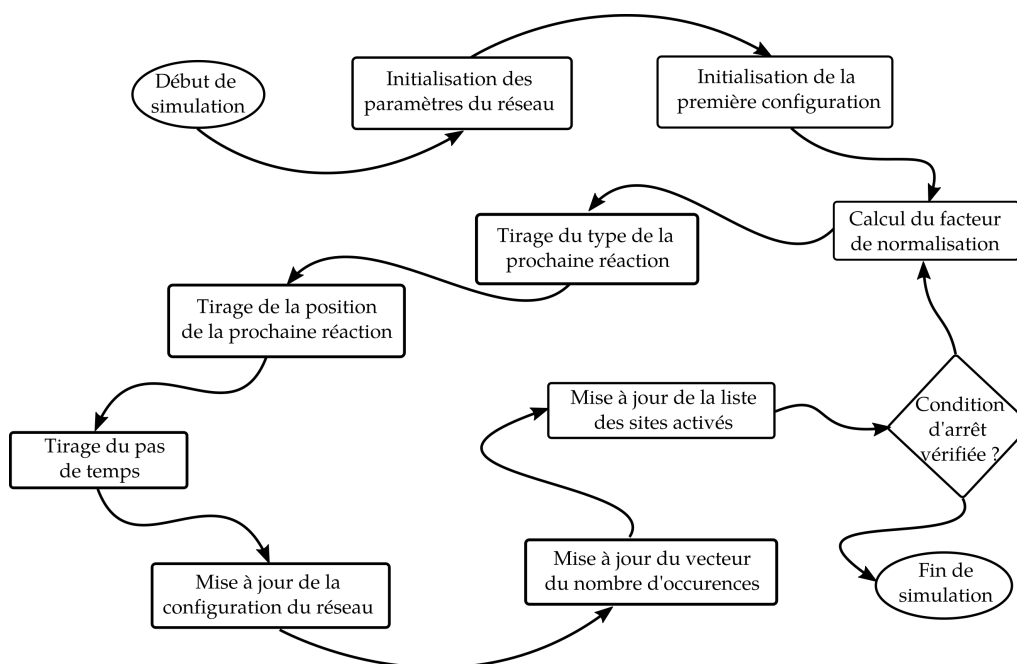 Début de
simulation
Initialisation des
paramètres du réseau
Initialisation de la
première configuration
Calcul du facteur
de normalisation
Tirage du type de la
prochaine réaction
Tirage de la position
de la prochaine réaction
Tirage du pas
de temps
Mise à jour de la
configuration du réseau
Mise à jour du vecteur
du nombre d'occurences
Mise à jour de la liste
des sites activés
Condition
d'arrêt
vérifiée ?
Fin de
simulation